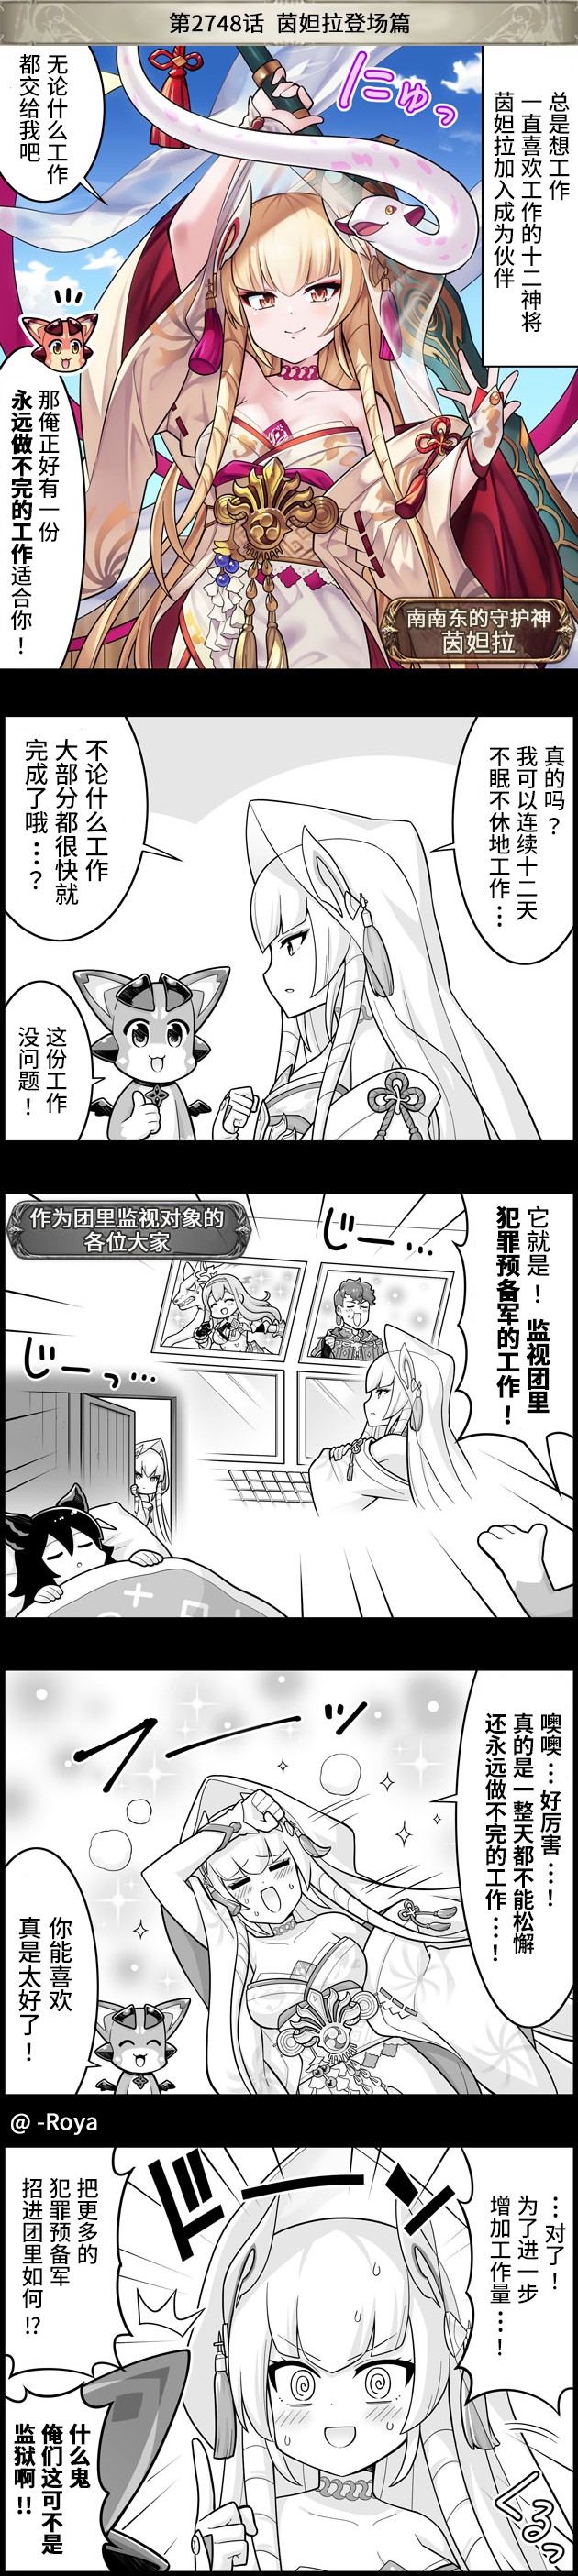 第2748话 茵妲拉登场篇
总是想工作
一直喜欢工作的十二神将
茵妲拉加入成为伙伴
にゅっ
无论什么工作
都交给我吧
那俺正好有一份
永远做不完的工作适合你！
南南东的守护神
茵妲拉
真的吗？
我可以连续十二天
不眠不休地工作…
不论什么工作
大部分都很快就
完成了哦…？
这份工作
没问题！
它就是！监视团里
犯罪预备军的工作！
作为团里监视对象的
各位大家
じーっ…
じーっ…
噢噢…好厉害…！
真的是一整天都不能松懈
还永远做不完的工作…！
スーッ
你能喜欢
真是太好了！
@ -Roya
…对了！
为了进一步
增加工作量…！
ドーン
把更多的
犯罪预备军
招进团里如何!?
くるっ
什么鬼
俺们这可不是
监狱啊!!